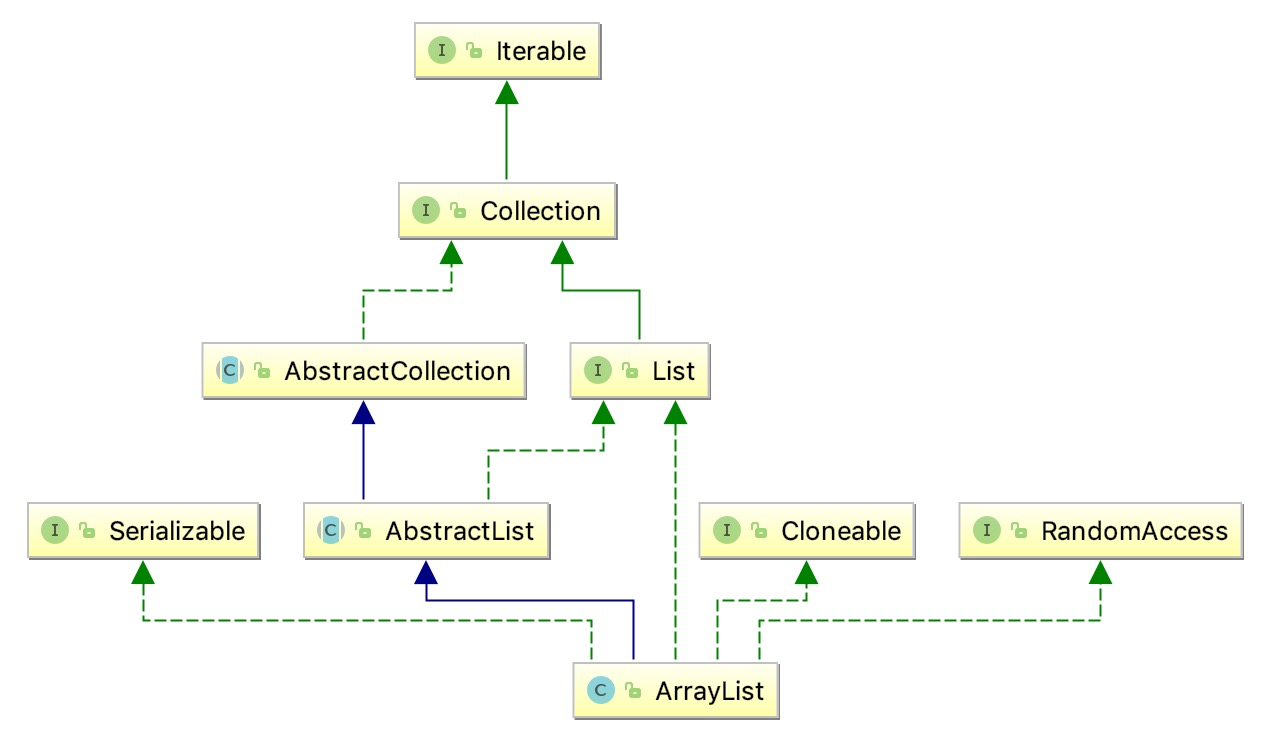 I Iterable
I Collection
C AbstractCollection
I List
I Serializable
C AbstractList
I Cloneable
I RandomAccess
C ArrayList